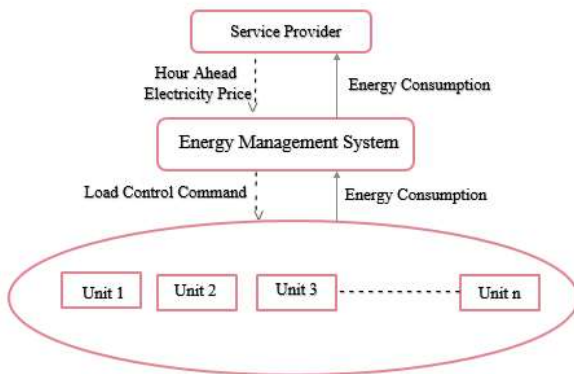 Service Provider
Hour Ahead
Electricity Price
Energy Consumption
Energy Management System
Load Control Command
Energy Consumption
Unit 1
Unit 2
Unit 3
Unit n